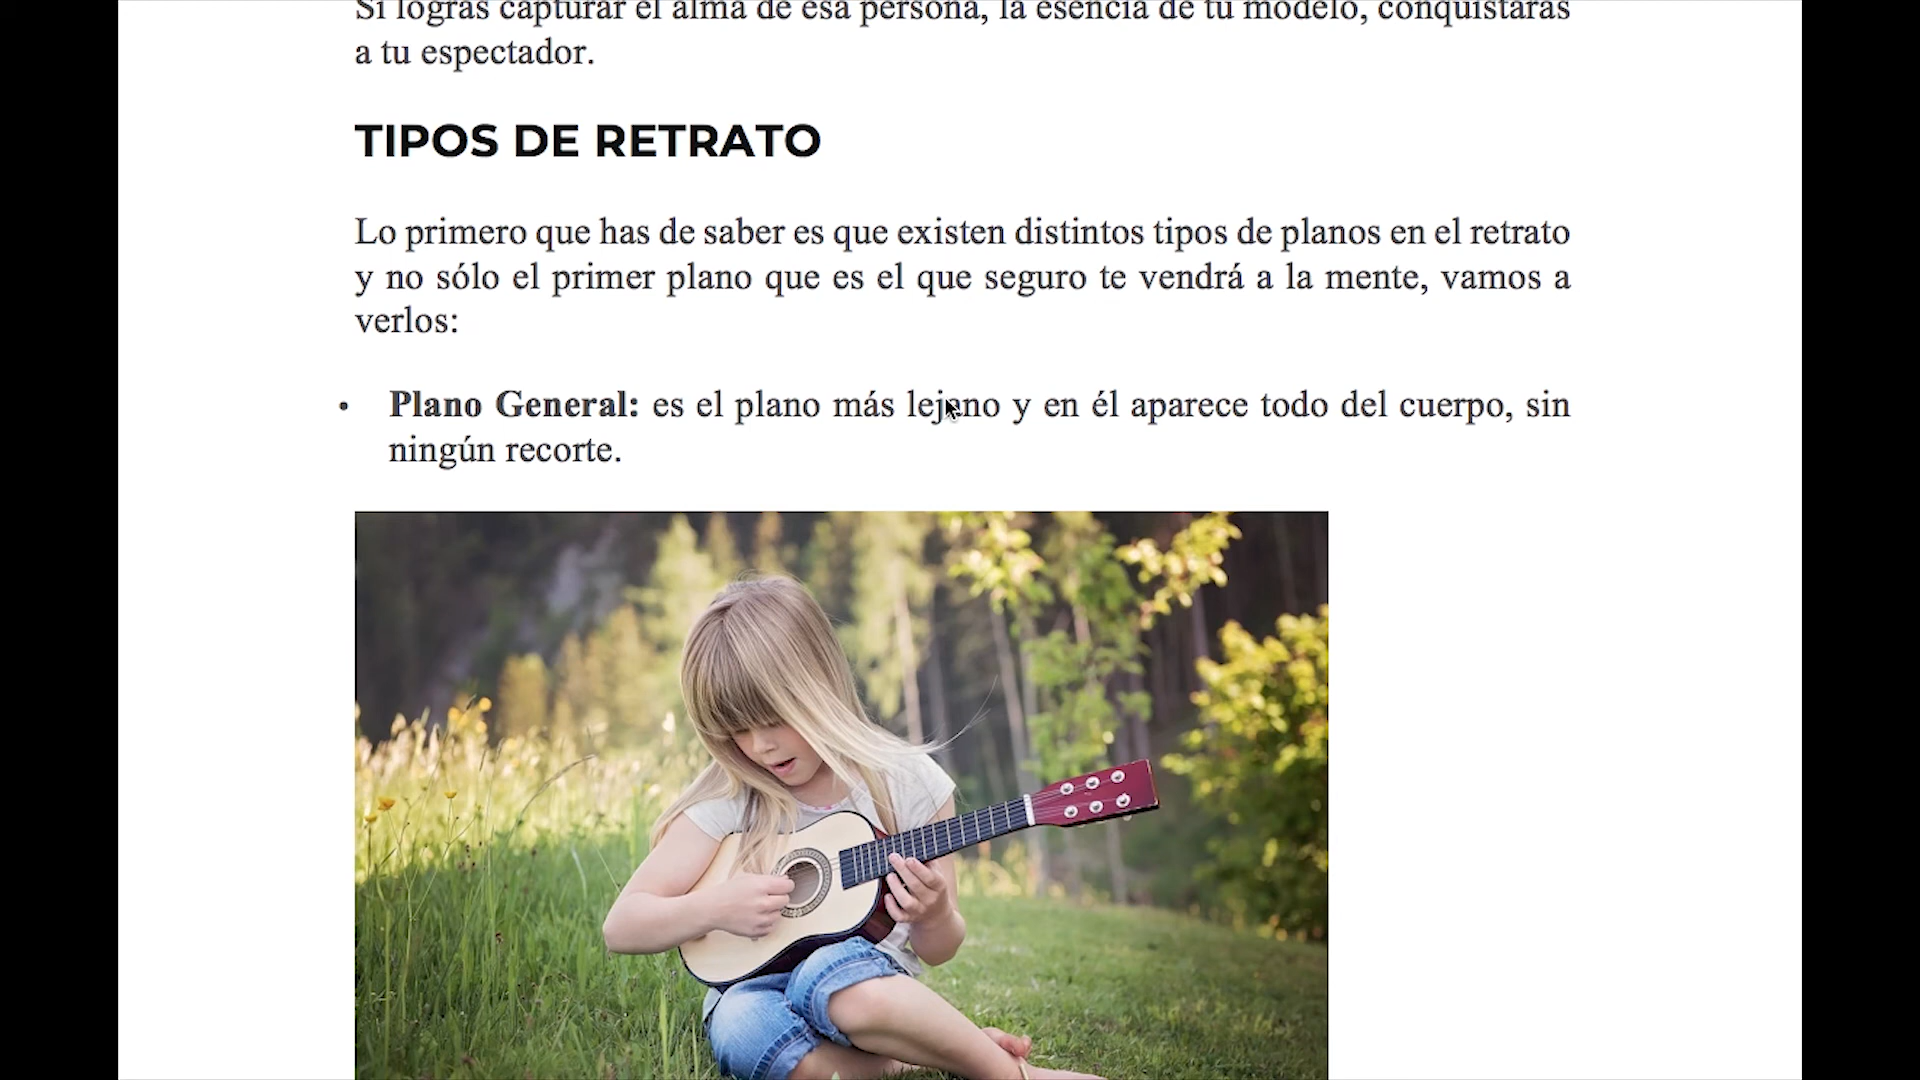 Si logras capturar el alma de esa persona, la esencia de tu modelo, conquistarás
a tu espectador.
TIPOS DE RETRATO
Lo primero que has de saber es que existen distintos tipos de planos en el retrato
y no sólo el primer plano que es el que seguro te vendrá a la mente, vamos a
verlos:
• Plano General: es el plano más lejano y en él aparece todo del cuerpo, sin
ningún recorte.